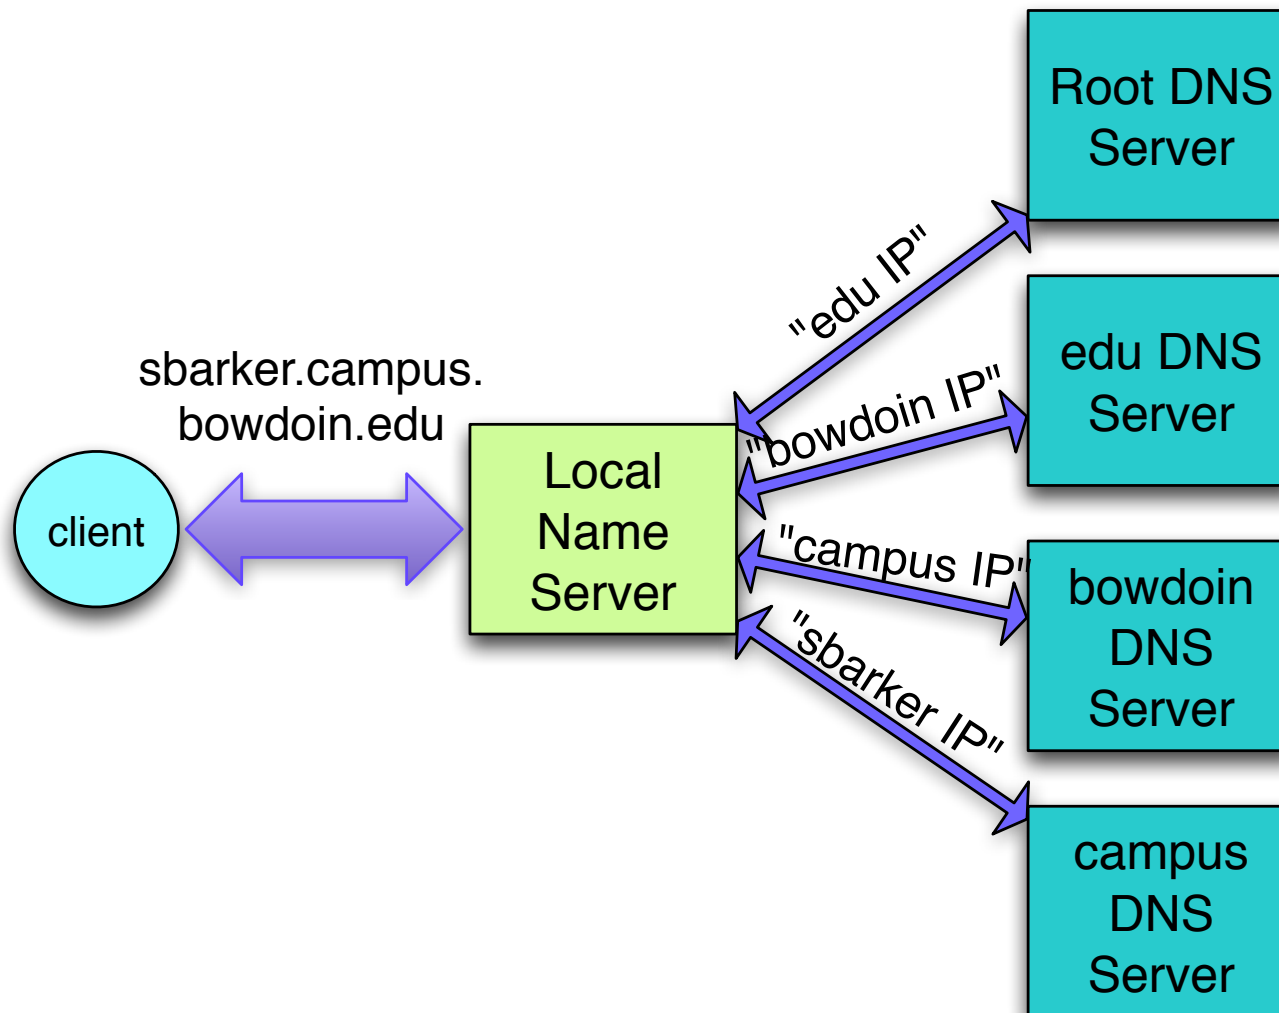 Root DNS
Server
"edu IP"
edu DNS
Server
sbarker.campus.
bowdoin.edu
"bowdoin IP"
client
Local
Name
Server
"campus IP"
bowdoin
DNS
Server
"sbarker IP"
campus
DNS
Server